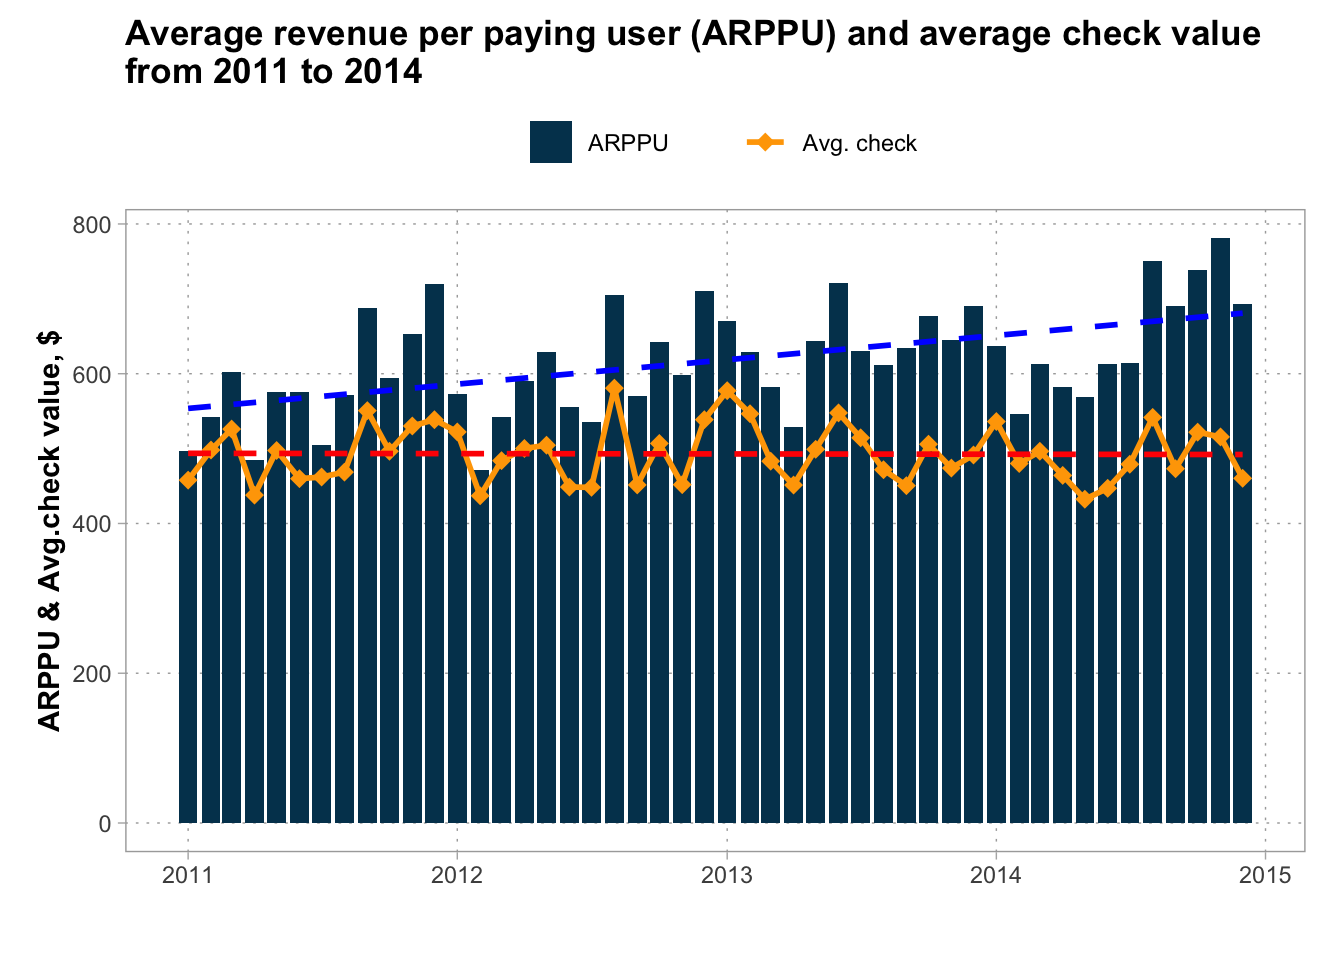 Average revenue per paying user (ARPPU) and average check value
from 2011 to 2014
ARPPU
Avg. check
ARPPU & Avg.check value, $
800
600
400
200
0
2011
2012
2013
2014
2015